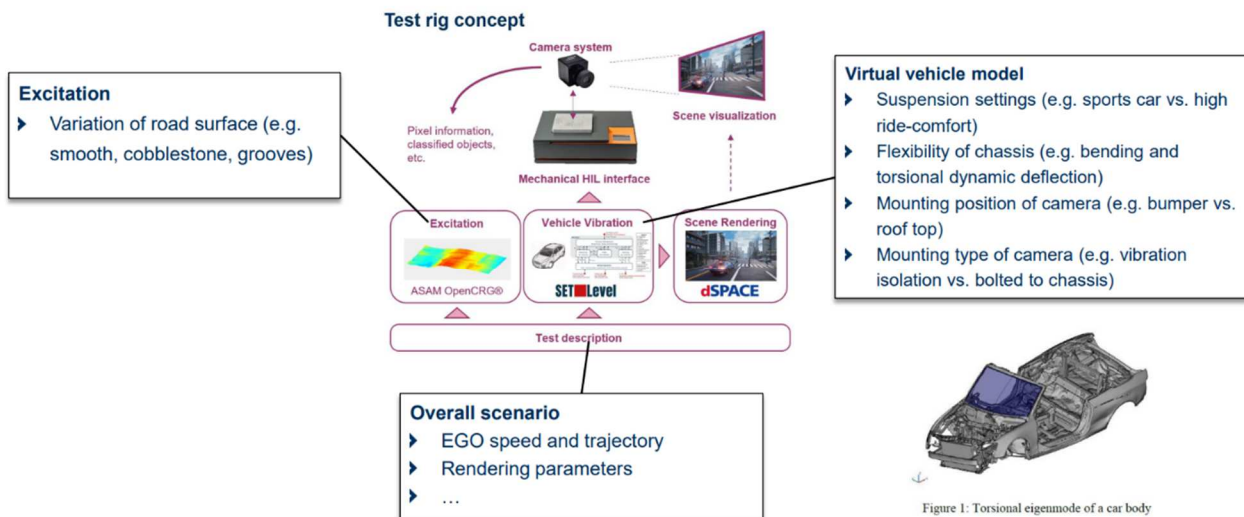 Test rig concept
Camera system
Excitation
Variation of road surface (e.g.
smooth, cobblestone, grooves)
Pixel information,
classified objects,
etc.
Scene visualization
Mechanical HIL interface
Virtual vehicle model
Suspension settings (e.g. sports car vs. high
ride-comfort)
Flexibility of chassis (e.g. bending and
torsional dynamic deflection)
Mounting position of camera (e.g. bumper vs.
roof top)
Mounting type of camera (e.g. vibration
isolation vs. bolted to chassis)
Excitation
ASAM OpenCRG®
Vehicle Vibration
SET Level
Scene Rendering
dSPACE
Test description
Overall scenario
EGO speed and trajectory
Rendering parameters
…
Figure 1: Torsional eigenmode of a car body